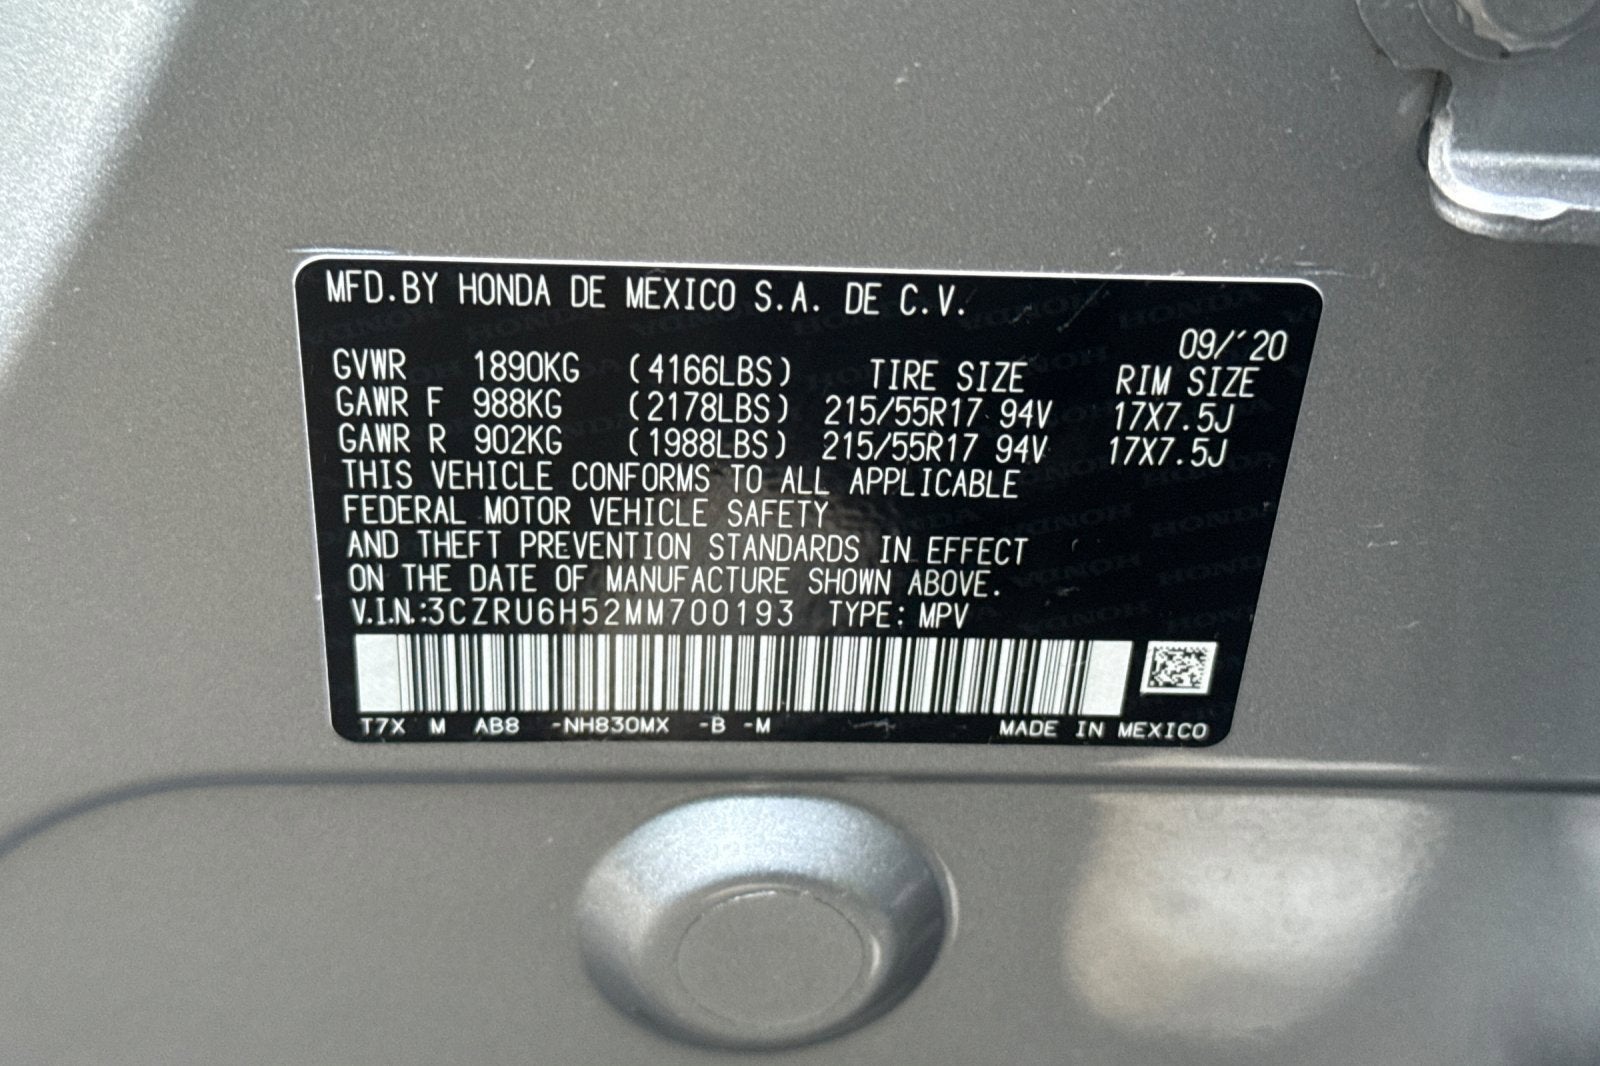 MFD.BY HONDA DE MEXICO S.A. DE C.V.
09/'20
GVWR 1890KG (4166LBS) TIRE SIZE RIM SIZE
GAWR F 988KG (2178LBS) 215/55R17 94V 17X7.5J
GAWR R 902KG (1988LBS) 215/55R17 94V 17X7.5J
THIS VEHICLE CONFORMS TO ALL APPLICABLE
FEDERAL MOTOR VEHICLE SAFETY
AND THEFT PREVENTION STANDARDS IN EFFECT
ON THE DATE OF MANUFACTURE SHOWN ABOVE.
V.I.N.:3CZRU6H52MM700193 TYPE: MPV
T7X M AB8 -NH830MX -B -M MADE IN MEXICO